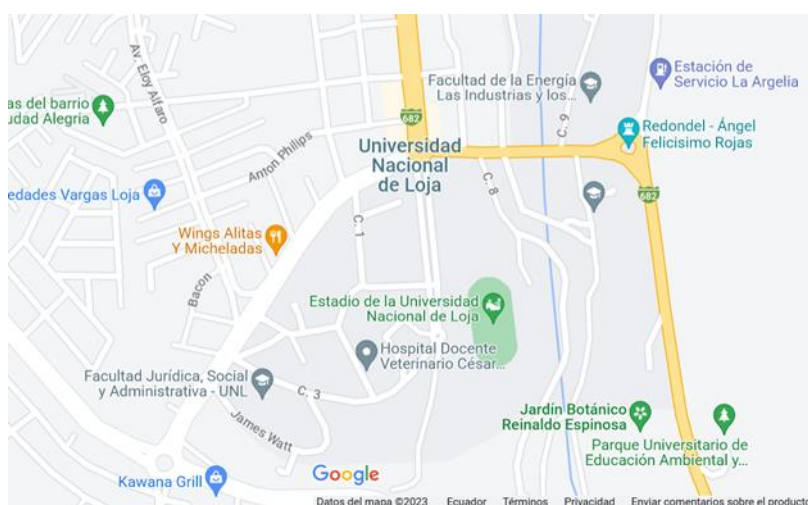 Av. Eloy Alfaro
as del barrio
udad Alegria
Facultad de la Energía
Las Industrias y los...
Estación de
Servicio La Argelia
C. 9
682
Redondel - Ángel
Felicisimo Rojas
Universidad
Nacional
de Loja
Anton Philips
C. 8
682
edades Vargas Loja
C. 1
Wings Alitas
Y Micheladas
Bacon
Estadio de la Universidad
Nacional de Loja
Hospital Docente
Veterinario César...
Facultad Jurídica, Social
y Administrativa - UNL
C. 3
James Watt
Jardín Botánico
Reinaldo Espinosa
Parque Universitario de
Educación Ambiental y...
Kawana Grill
Google
Datos del mapa ©2023 Ecuador Términos Privacidad Enviar comentarios sobre el producto